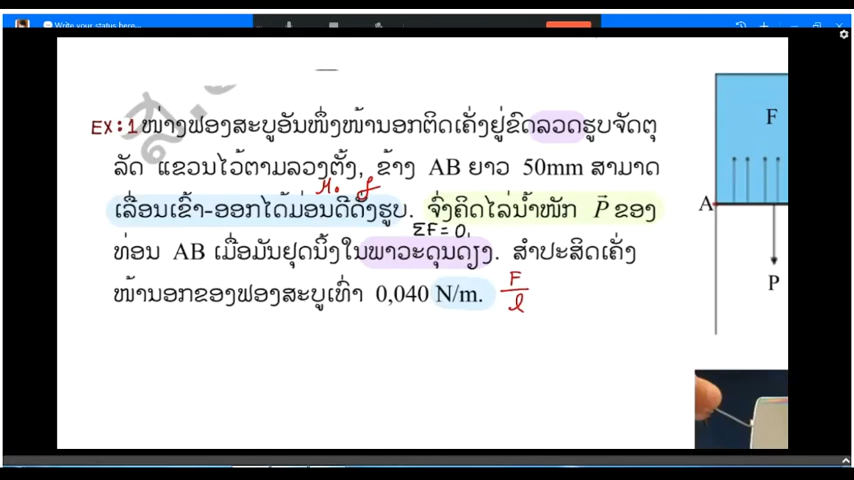 Write your status here...
EX:1 ໜ່າງຟອງສະບູອັນໜຶ່ງໜ້ານອກຕິດເຄັ່ງຢູ່ຂົດລວດຮູບຈັດຕຸ
ລັດ ແຂວນໄວ້ຕາມລວງຕັ້ງ, ຂ້າງ AB ຍາວ 50mm ສາມາດ
ເລື່ອນເຂົ້າ-ອອກໄດ້ມ່ອນດີດັ່ງຮູບ. ຈົ່ງຄິດໄລ່ນ້ຳໜັກ P ຂອງ
ΣF = 0
ທ່ອນ AB ເມື່ອມັນຢຸດນິ້ງໃນພາວະດຸນດ່ຽງ. ສຳປະສິດເຄັ່ງ
ໜ້ານອກຂອງຟອງສະບູເທົ່າ 0,040 N/m. F/l
F
A
P